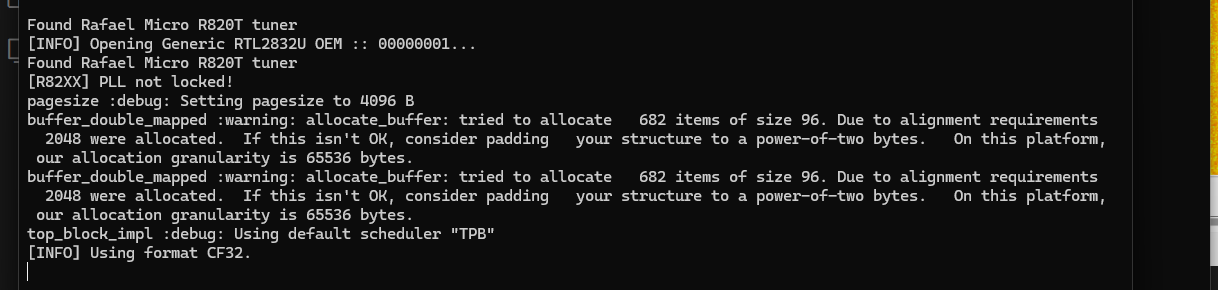 Found Rafael Micro R820T tuner
[INFO] Opening Generic RTL2832U OEM :: 00000001...
Found Rafael Micro R820T tuner
[R82XX] PLL not locked!
pagesize :debug: Setting pagesize to 4096 B
buffer_double_mapped :warning: allocate_buffer: tried to allocate   682 items of size 96. Due to alignment requirements
  2048 were allocated.  If this isn't OK, consider padding   your structure to a power-of-two bytes.   On this platform,
 our allocation granularity is 65536 bytes.
buffer_double_mapped :warning: allocate_buffer: tried to allocate   682 items of size 96. Due to alignment requirements
  2048 were allocated.  If this isn't OK, consider padding   your structure to a power-of-two bytes.   On this platform,
 our allocation granularity is 65536 bytes.
top_block_impl :debug: Using default scheduler "TPB"
[INFO] Using format CF32.